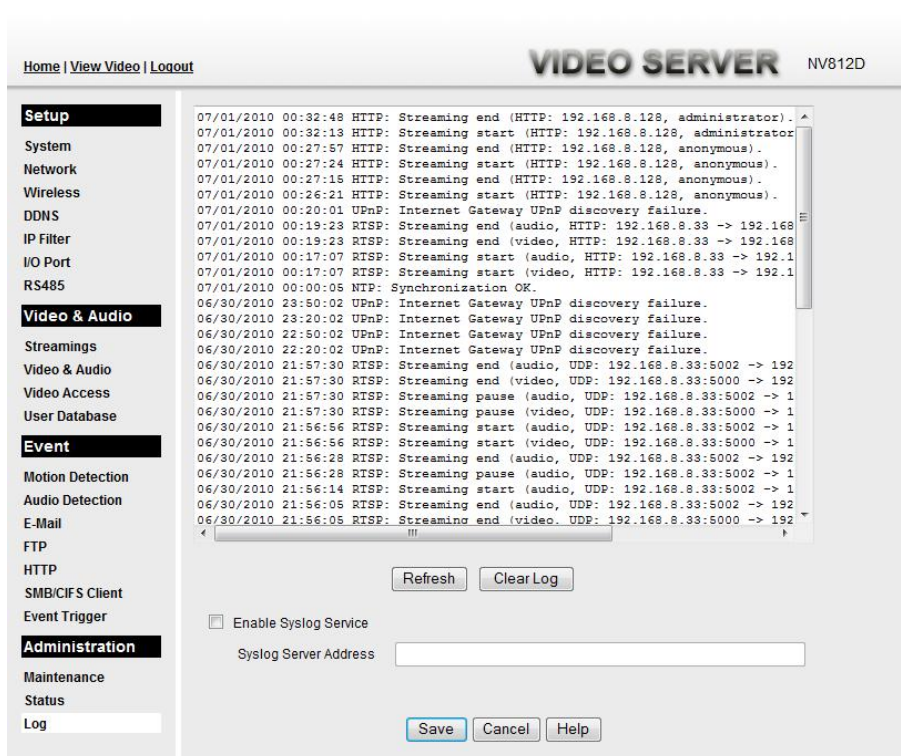 Home | View Video | Logout
VIDEO SERVER NV812D
Setup
System
Network
Wireless
DDNS
IP Filter
I/O Port
RS485
Video & Audio
Streamings
Video & Audio
Video Access
User Database
Event
Motion Detection
Audio Detection
E-Mail
FTP
HTTP
SMB/CIFS Client
Event Trigger
Administration
Maintenance
Status
Log
07/01/2010 00:32:48 HTTP: Streaming end (HTTP: 192.168.8.128, administrator).
07/01/2010 00:32:13 HTTP: Streaming start (HTTP: 192.168.8.128, administrator
07/01/2010 00:27:57 HTTP: Streaming end (HTTP: 192.168.8.128, anonymous).
07/01/2010 00:27:24 HTTP: Streaming start (HTTP: 192.168.8.128, anonymous).
07/01/2010 00:27:15 HTTP: Streaming end (HTTP: 192.168.8.128, anonymous).
07/01/2010 00:26:21 HTTP: Streaming start (HTTP: 192.168.8.128, anonymous).
07/01/2010 00:20:01 UPnP: Internet Gateway UPnP discovery failure.
07/01/2010 00:19:23 RTSP: Streaming end (audio, HTTP: 192.168.8.33 -> 192.168
07/01/2010 00:19:23 RTSP: Streaming end (video, HTTP: 192.168.8.33 -> 192.168
07/01/2010 00:17:07 RTSP: Streaming start (audio, HTTP: 192.168.8.33 -> 192.1
07/01/2010 00:17:07 RTSP: Streaming start (video, HTTP: 192.168.8.33 -> 192.1
07/01/2010 00:00:05 NTP: Synchronization OK.
06/30/2010 23:50:02 UPnP: Internet Gateway UPnP discovery failure.
06/30/2010 23:20:02 UPnP: Internet Gateway UPnP discovery failure.
06/30/2010 22:50:02 UPnP: Internet Gateway UPnP discovery failure.
06/30/2010 22:20:02 UPnP: Internet Gateway UPnP discovery failure.
06/30/2010 21:57:30 RTSP: Streaming end (audio, UDP: 192.168.8.33:5002 -> 192
06/30/2010 21:57:30 RTSP: Streaming end (video, UDP: 192.168.8.33:5000 -> 192
06/30/2010 21:57:30 RTSP: Streaming pause (audio, UDP: 192.168.8.33:5002 -> 1
06/30/2010 21:57:30 RTSP: Streaming pause (video, UDP: 192.168.8.33:5000 -> 1
06/30/2010 21:56:56 RTSP: Streaming start (audio, UDP: 192.168.8.33:5002 -> 1
06/30/2010 21:56:56 RTSP: Streaming start (video, UDP: 192.168.8.33:5000 -> 1
06/30/2010 21:56:28 RTSP: Streaming end (audio, UDP: 192.168.8.33:5002 -> 192
06/30/2010 21:56:28 RTSP: Streaming pause (audio, UDP: 192.168.8.33:5002 -> 1
06/30/2010 21:56:14 RTSP: Streaming start (audio, UDP: 192.168.8.33:5002 -> 1
06/30/2010 21:56:05 RTSP: Streaming end (audio, UDP: 192.168.8.33:5002 -> 192
06/30/2010 21:56:05 RTSP: Streaming end (video, UDP: 192.168.8.33:5000 -> 192
Refresh Clear Log
Enable Syslog Service
Syslog Server Address
Save Cancel Help